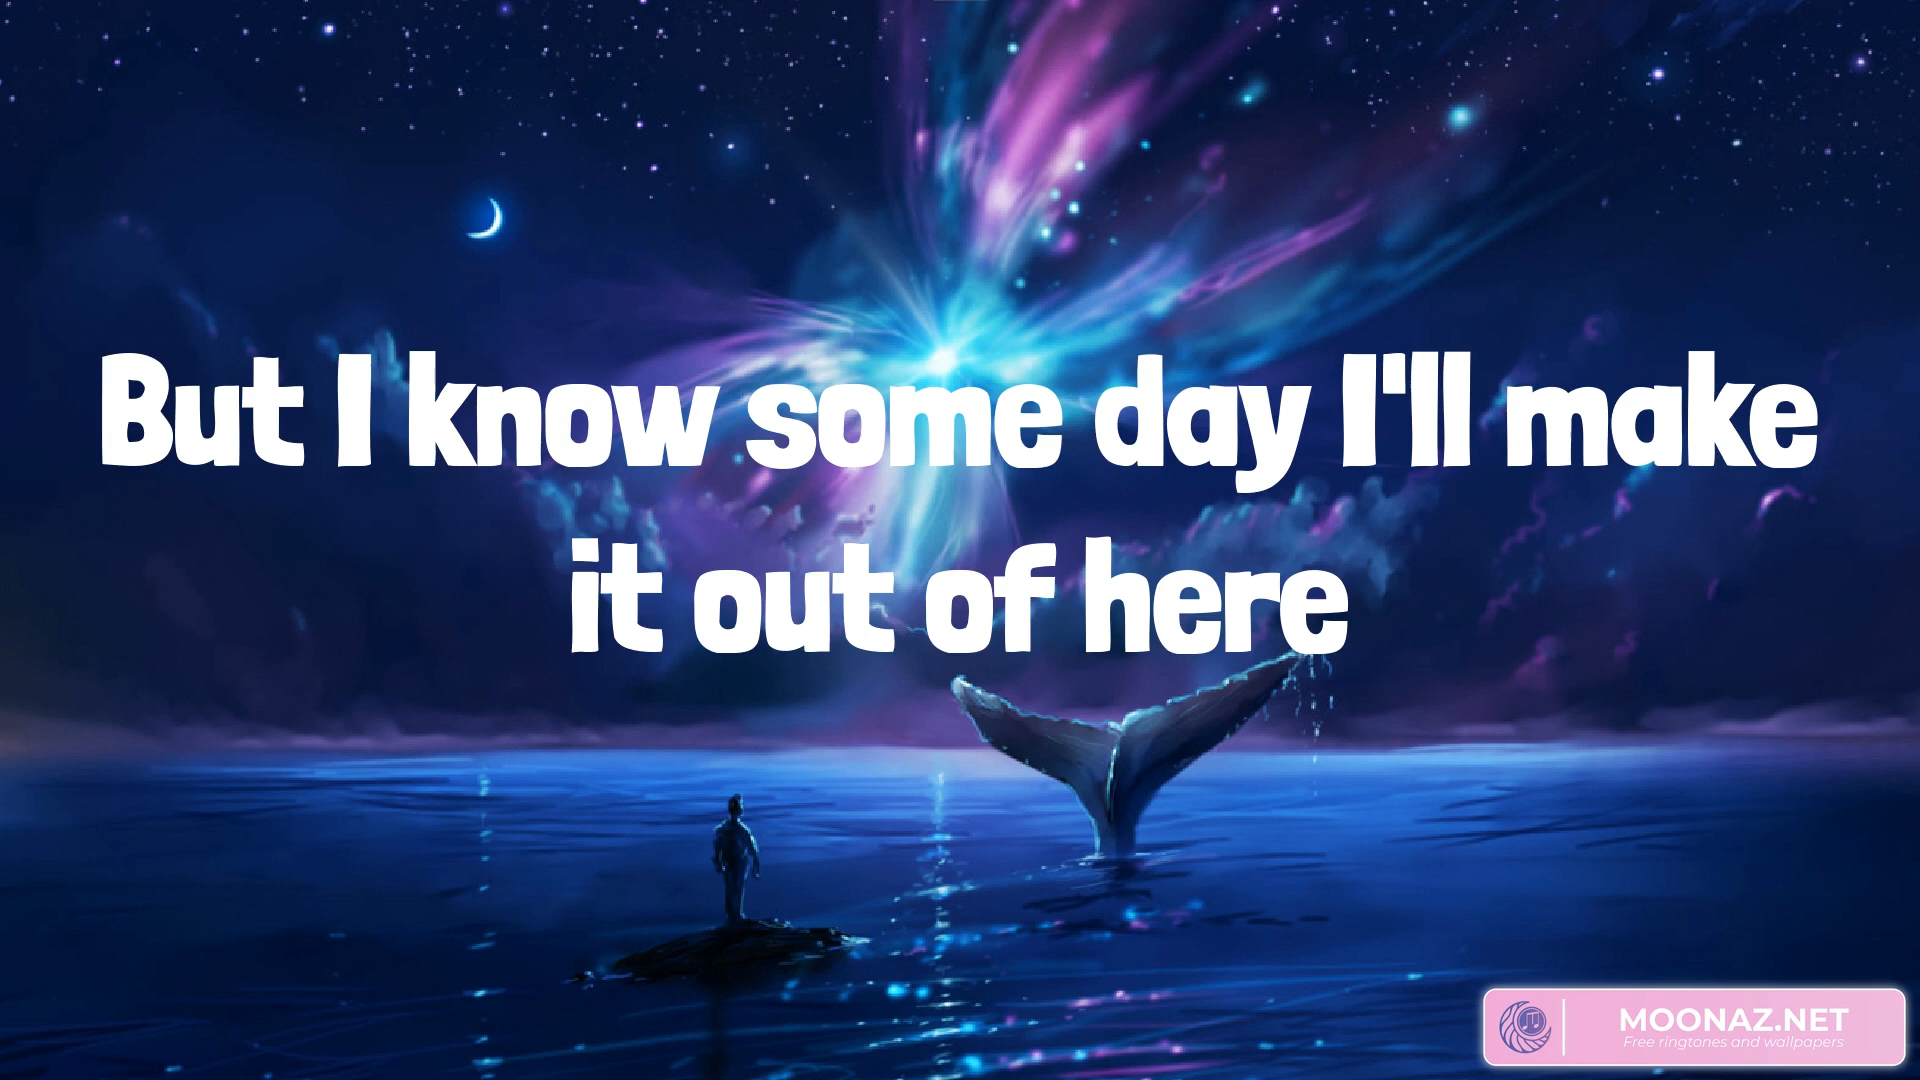 But I know some day I'll make
it out of here
MOONAZ.NET
Free ringtones and wallpapers